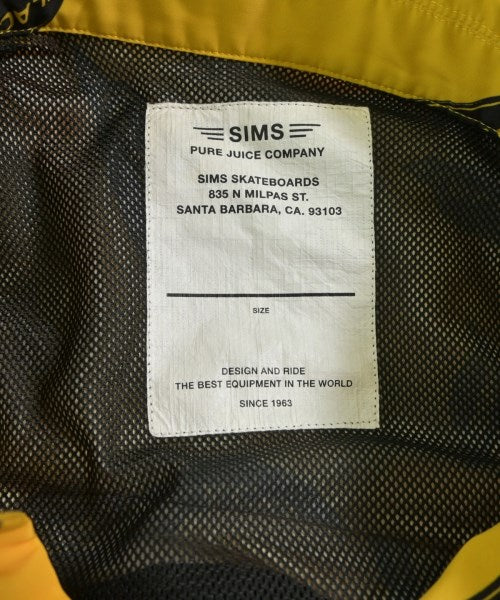 SIMS
PURE JUICE COMPANY
SIMS SKATEBOARDS
835 N MILPAS ST.
SANTA BARBARA, CA. 93103
SIZE
DESIGN AND RIDE
THE BEST EQUIPMENT IN THE WORLD
SINCE 1963